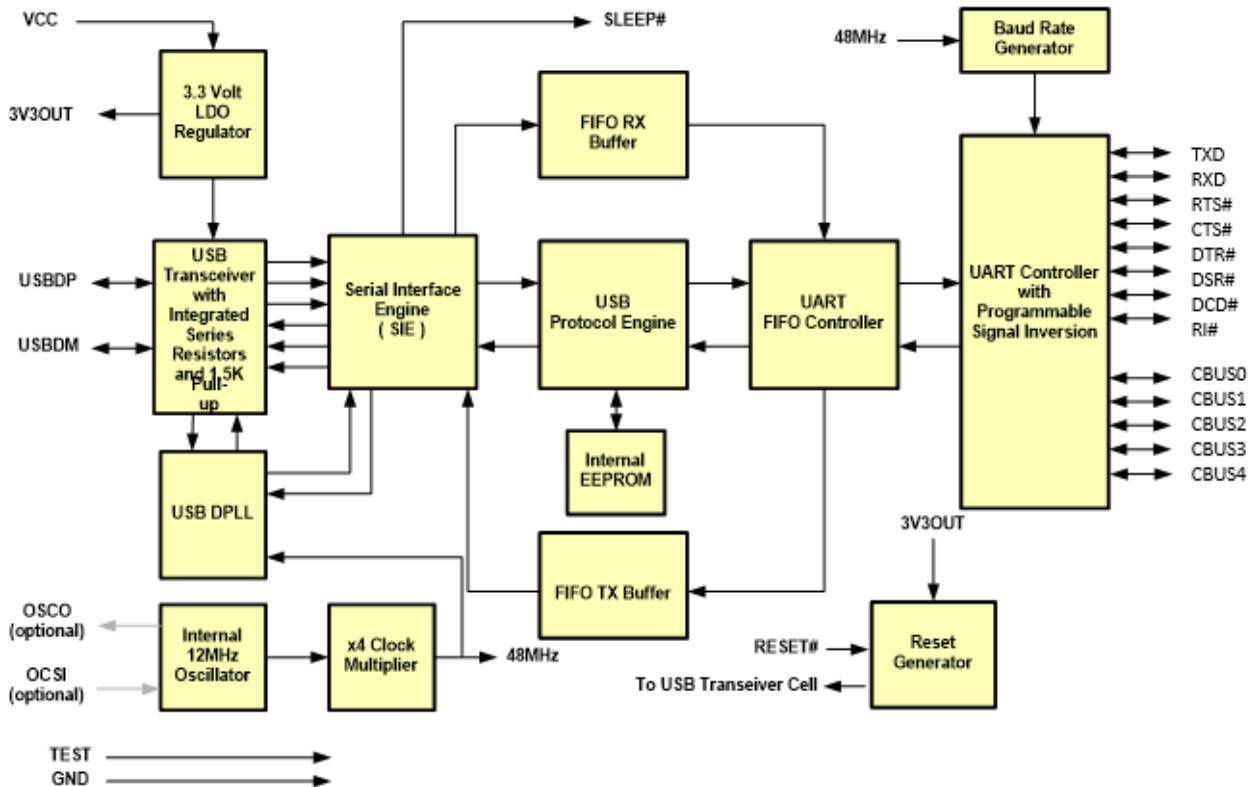 VCC
SLEEP#
48MHz
Baud Rate
Generator
3.3 Volt
LDO
Regulator
3V3OUT
FIFO RX
Buffer
TXD
RXD
RTS#
CTS#
DTR#
DSR#
DCD#
RI#
CBUS0
CBUS1
CBUS2
CBUS3
CBUS4
USBDP
USBDM
USB
Transceiver
with
Integrated
Series
Resistors
and 1.5K
Pull-
up
Serial Interface
Engine
( SIE )
USB
Protocol Engine
UART
FIFO Controller
UART Controller
with
Programmable
Signal Inversion
USB DPLL
Internal
EEPROM
3V3OUT
OSCO
(optional)
OCSI
(optional)
Internal
12MHz
Oscillator
x4 Clock
Multiplier
48MHz
FIFO TX Buffer
RESET#
To USB Transeiver Cell
Reset
Generator
TEST
GND